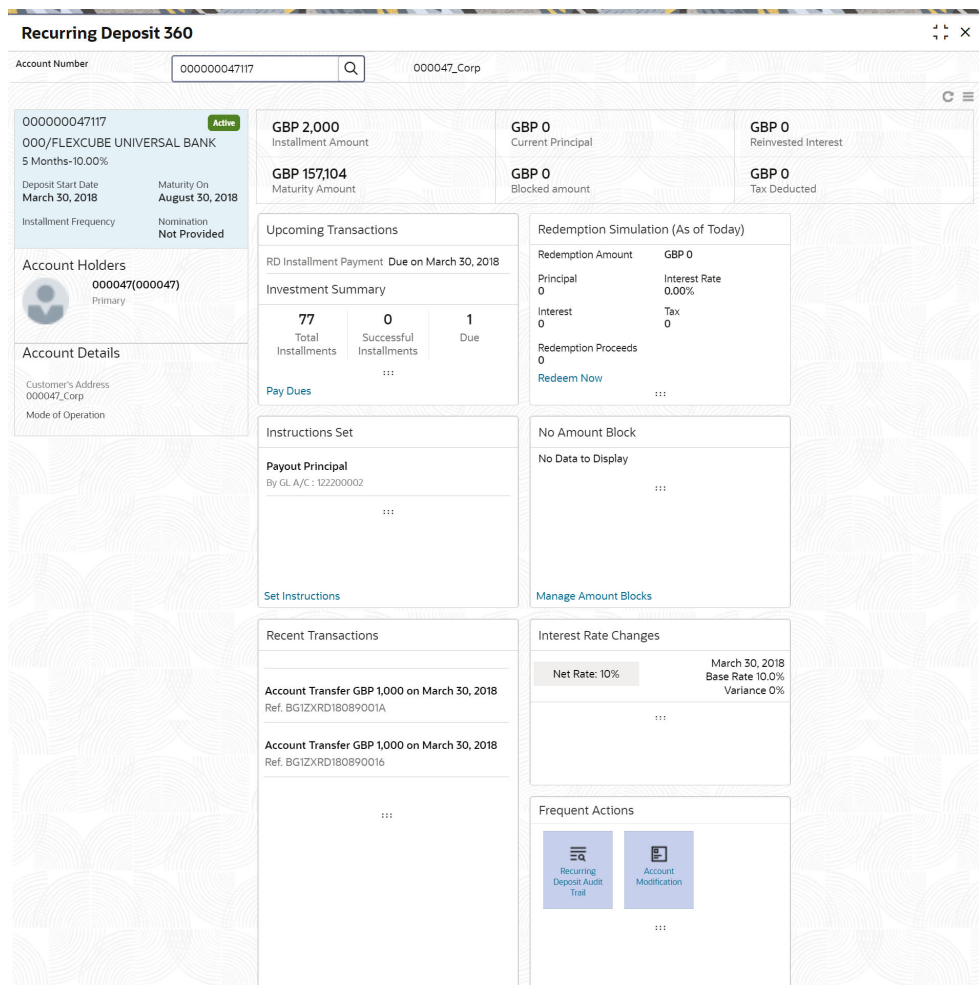 Recurring Deposit 360
Account Number
000000047117
000047_Corp
000000047117
Active
000/FLEXCUBE UNIVERSAL BANK
5 Months-10.00%
Deposit Start Date
March 30, 2018
Maturity On
August 30, 2018
Installment Frequency
Nomination
Not Provided
Account Holders
000047(000047)
Primary
Account Details
Customer's Address
000047_Corp
Mode of Operation
GBP 2,000
Installment Amount
GBP 0
Current Principal
GBP 0
Reinvested Interest
GBP 157,104
Maturity Amount
GBP 0
Blocked amount
GBP 0
Tax Deducted
Upcoming Transactions
RD Installment Payment Due on March 30, 2018
Investment Summary
77
Total
Installments
0
Successful
Installments
1
Due
Pay Dues
Redemption Simulation (As of Today)
Redemption Amount GBP 0
Principal
0
Interest Rate
0.00%
Interest
0
Tax
0
Redemption Proceeds
0
Redeem Now
Instructions Set
Payout Principal
By GL A/C : 122200002
Set Instructions
No Amount Block
No Data to Display
Manage Amount Blocks
Recent Transactions
Account Transfer GBP 1,000 on March 30, 2018
Ref. BG1ZXRD18089001A
Account Transfer GBP 1,000 on March 30, 2018
Ref. BG1ZXRD180890016
Interest Rate Changes
Net Rate: 10%
March 30, 2018
Base Rate 10.0%
Variance 0%
Frequent Actions
Recurring
Deposit Audit
Trail
Account
Modification